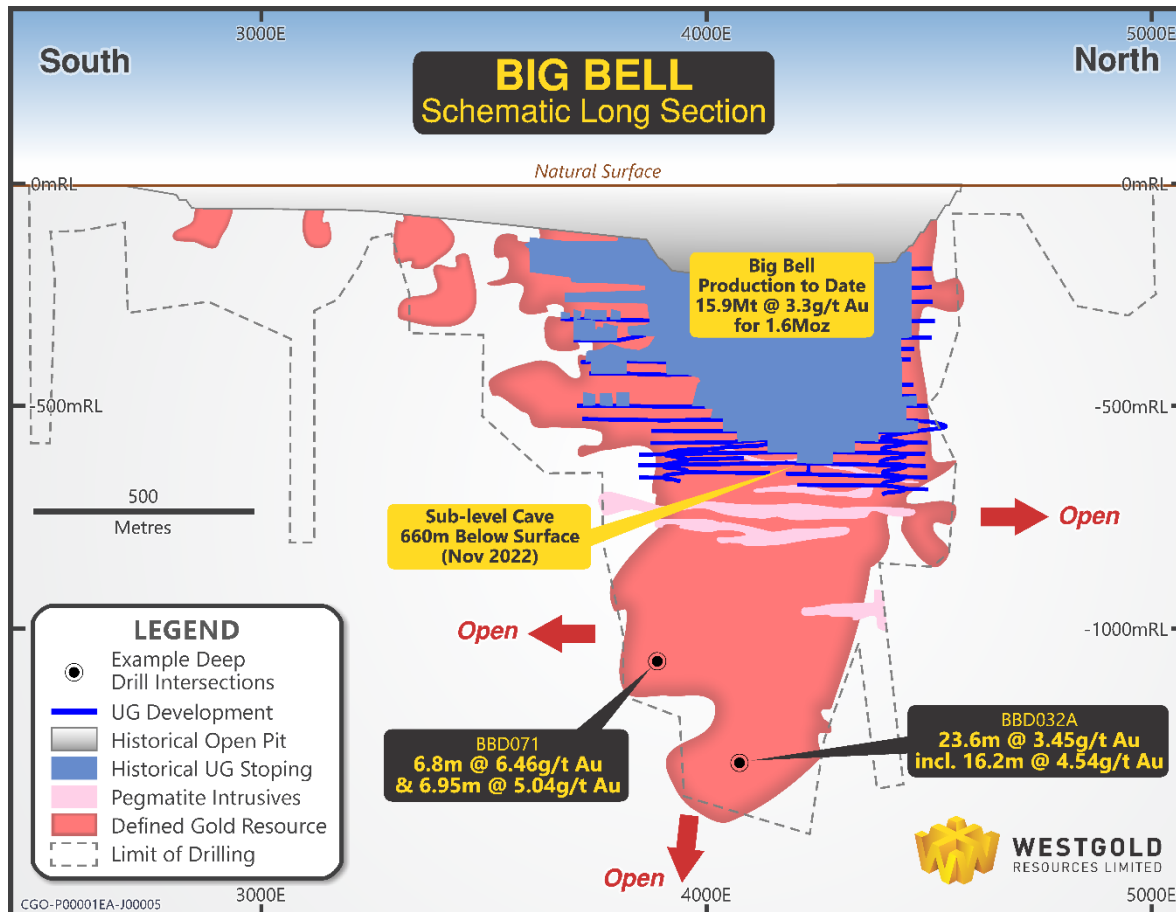 3000E
4000E
5000E
South
North
BIG BELL
Schematic Long Section
Natural Surface
0mRL
0mRL
Big Bell
Production to Date
15.9Mt @ 3.3g/t Au
for 1.6Moz
-500mRL
-500mRL
500
Metres
Sub-level Cave
660m Below Surface
(Nov 2022)
Open
Open
-1000mRL
LEGEND
Example Deep
Drill Intersections
UG Development
Historical Open Pit
Historical UG Stoping
Pegmatite Intrusives
Defined Gold Resource
Limit of Drilling
BBD071
6.8m @ 6.46g/t Au
& 6.95m @ 5.04g/t Au
BBD032A
23.6m @ 3.45g/t Au
incl. 16.2m @ 4.54g/t Au
Open
WESTGOLD
RESOURCES LIMITED
CGO-P00001EA-J00005
3000E
4000E
5000E